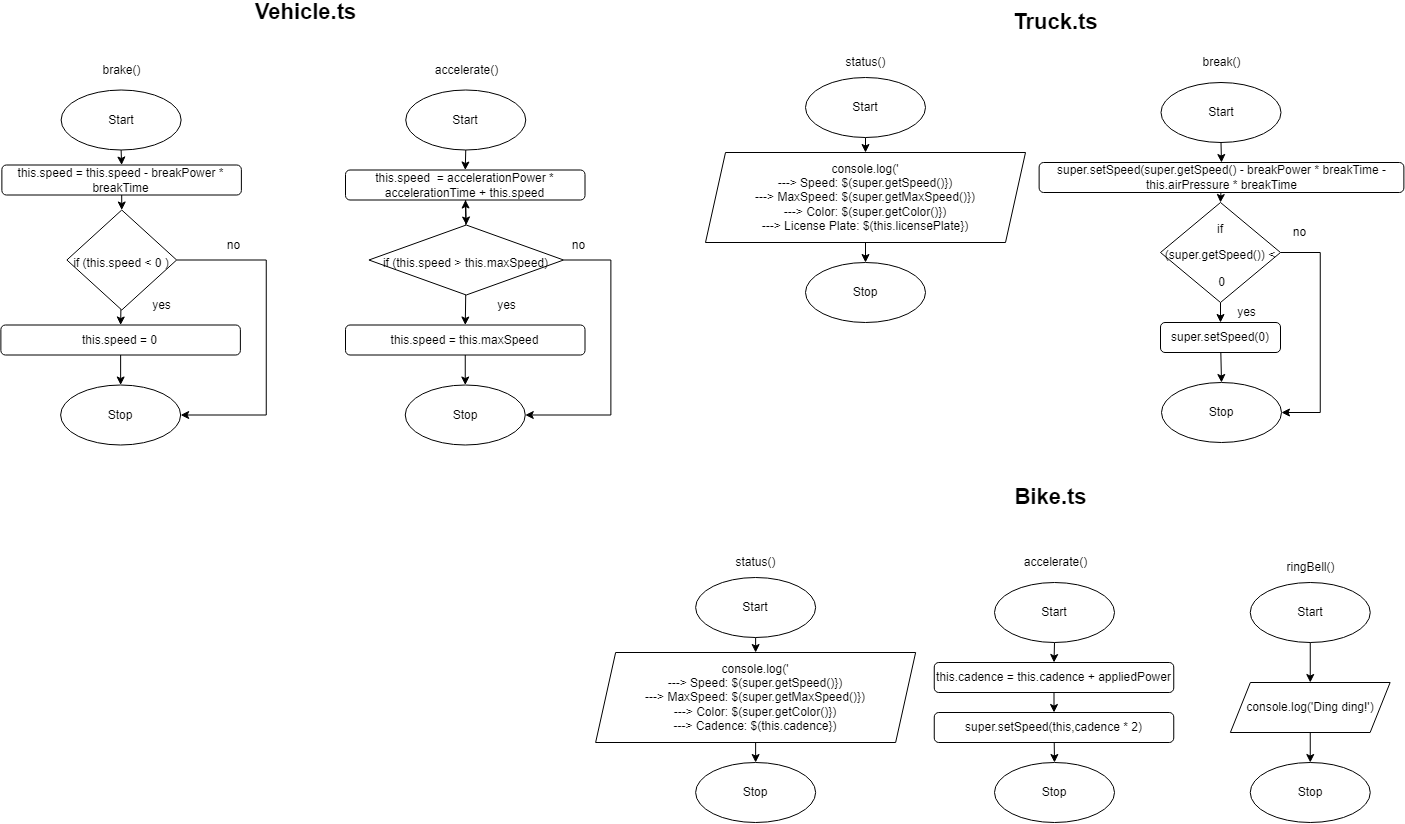 Vehicle.ts
brake()
Start
this.speed = this.speed - breakPower *
breakTime
if (this.speed < 0 )
no
yes
this.speed = 0
Stop
accelerate()
Start
this.speed  = accelerationPower *
accelerationTime + this.speed
if (this.speed > this.maxSpeed)
no
yes
this.speed = this.maxSpeed
Stop
Truck.ts
status()
Start
console.log('
---> Speed: $(super.getSpeed()})
---> MaxSpeed: $(super.getMaxSpeed()})
---> Color: $(super.getColor()})
---> License Plate: $(this.licensePlate})
Stop
break()
Start
super.setSpeed(super.getSpeed() - breakPower * breakTime -
this.airPressure * breakTime
if
(super.getSpeed()) <
0
no
yes
super.setSpeed(0)
Stop
Bike.ts
status()
Start
console.log('
---> Speed: $(super.getSpeed()})
---> MaxSpeed: $(super.getMaxSpeed()})
---> Color: $(super.getColor()})
---> Cadence: $(this.cadence})
Stop
accelerate()
Start
this.cadence = this.cadence + appliedPower
super.setSpeed(this,cadence * 2)
Stop
ringBell()
Start
console.log('Ding ding!')
Stop